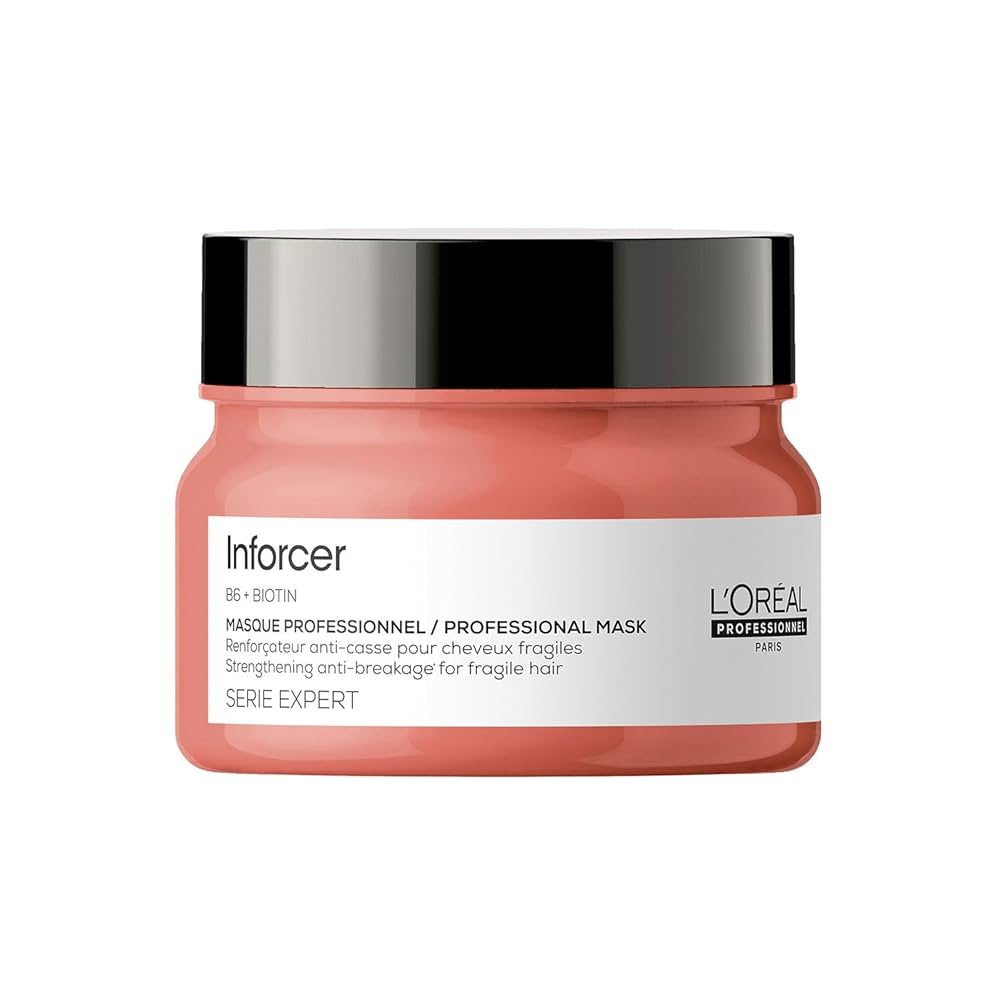 Inforcer
B6 + BIOTIN
MASQUE PROFESSIONNEL / PROFESSIONAL MASK
Renforçateur anti-casse pour cheveux fragiles
Strengthening anti-breakage* for fragile hair
SERIE EXPERT
L'ORÉAL
PROFESSIONNEL
PARIS